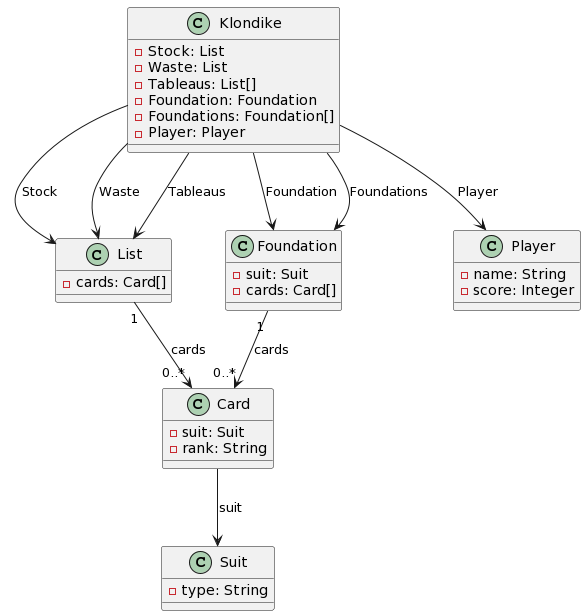 C Klondike
Stock: List
Waste: List
Tableaus: List[]
Foundation: Foundation
Foundations: Foundation[]
Player: Player
Stock
Waste
Tableaus
Foundation
Foundations
Player
C List
cards: Card[]
C Foundation
suit: Suit
cards: Card[]
C Player
name: String
score: Integer
1
cards
0..*
1
cards
0..*
C Card
suit: Suit
rank: String
suit
C Suit
type: String